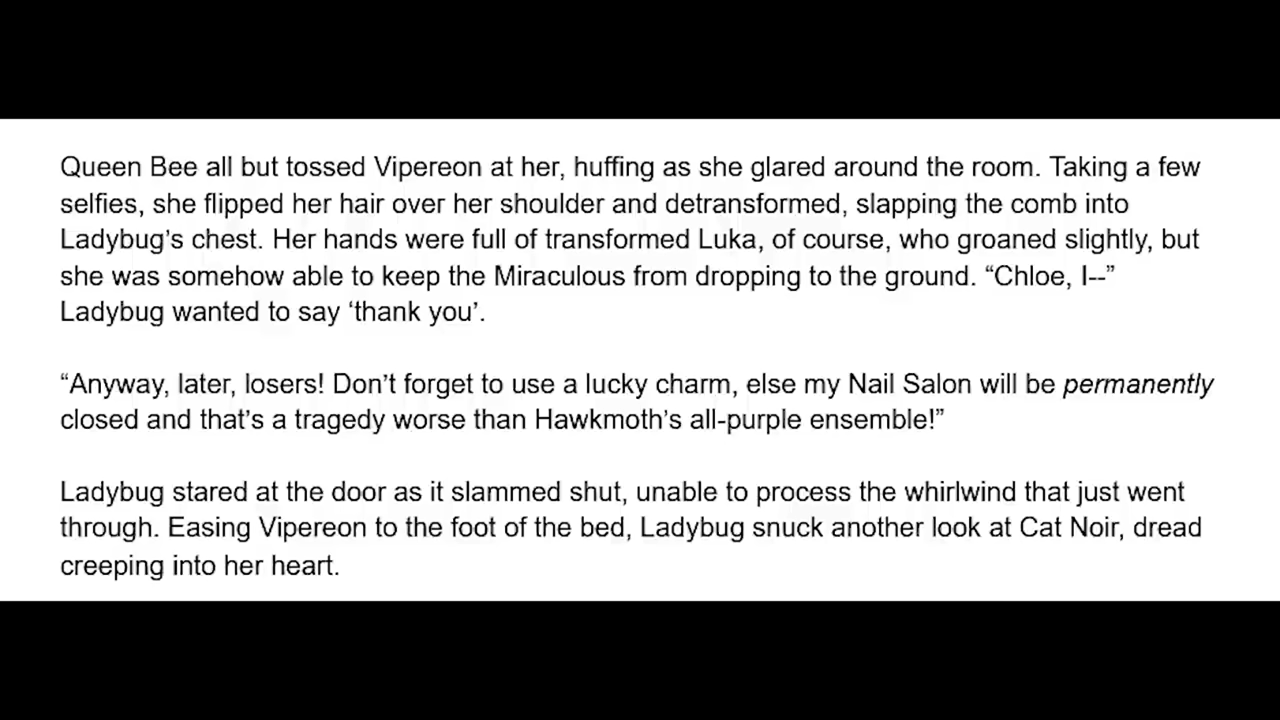 Queen Bee all but tossed Vipereon at her, huffing as she glared around the room. Taking a few
selfies, she flipped her hair over her shoulder and detransformed, slapping the comb into
Ladybug’s chest. Her hands were full of transformed Luka, of course, who groaned slightly, but
she was somehow able to keep the Miraculous from dropping to the ground. “Chloe, I--”
Ladybug wanted to say ‘thank you’.
“Anyway, later, losers! Don’t forget to use a lucky charm, else my Nail Salon will be permanently
closed and that’s a tragedy worse than Hawkmoth’s all-purple ensemble!”
Ladybug stared at the door as it slammed shut, unable to process the whirlwind that just went
through. Easing Vipereon to the foot of the bed, Ladybug snuck another look at Cat Noir, dread
creeping into her heart.